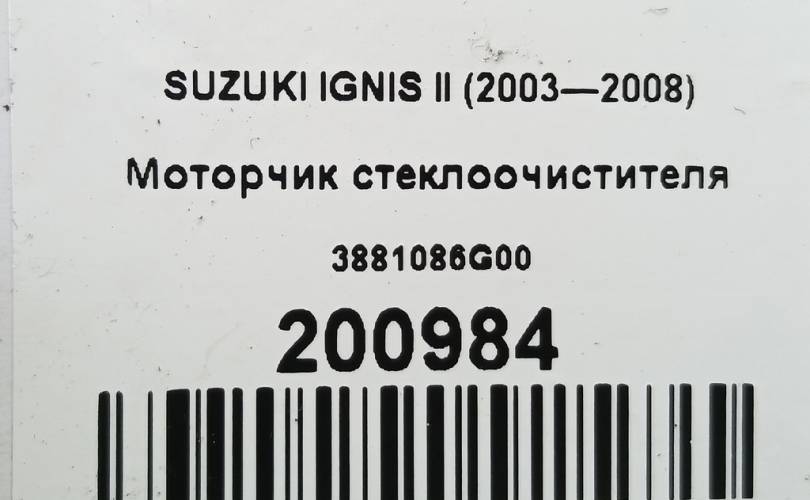 SUZUKI IGNIS II (2003—2008)
Моторчик стеклоочистителя
3881086G00
200984